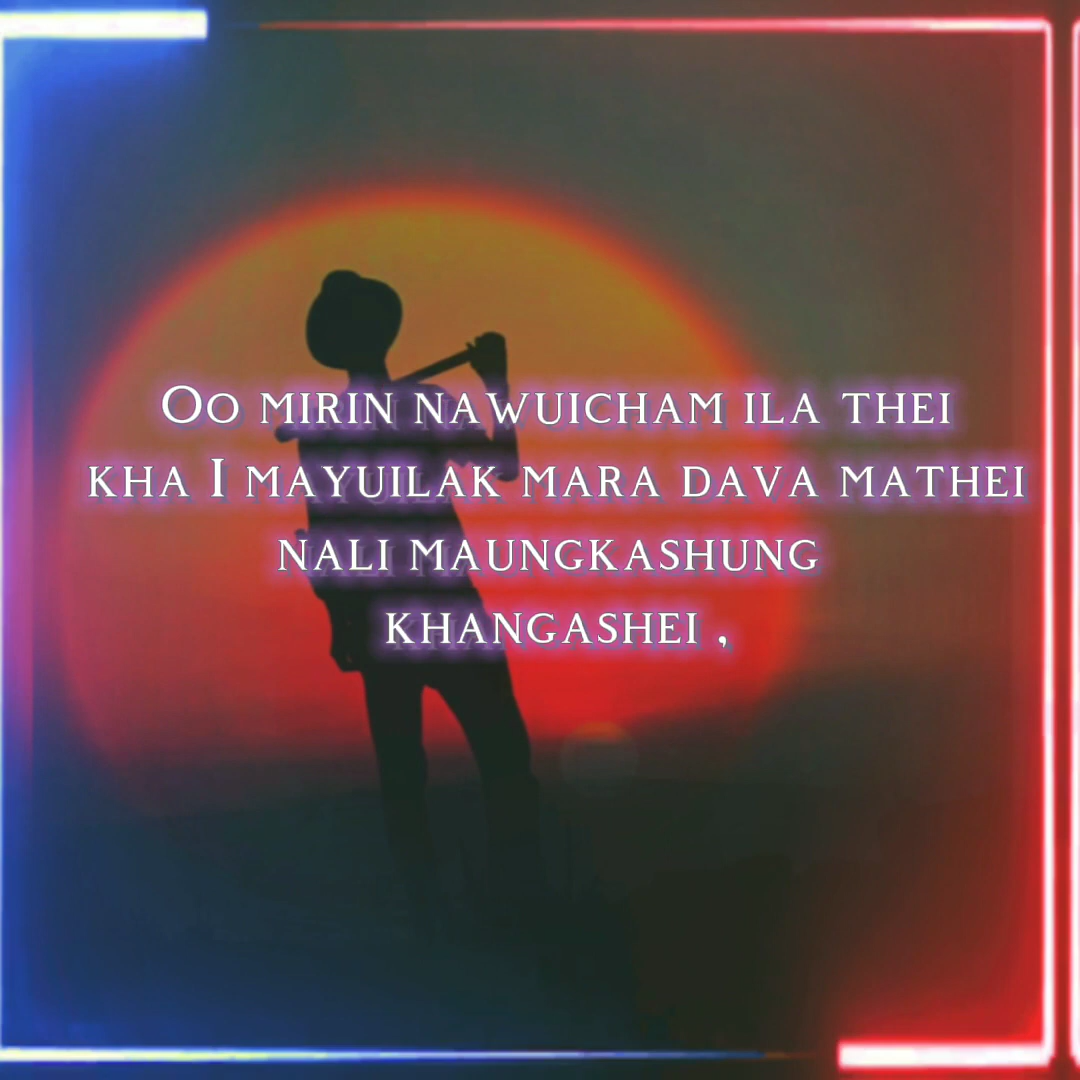 Oo mirin nawuicham ila thei
kha I mayuilak mara dava mathei
nali maungkashung
khangashei ,